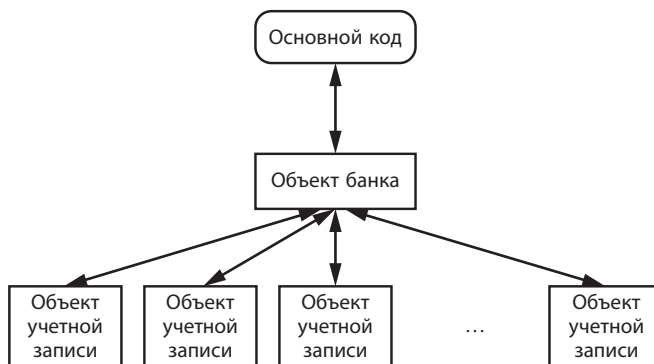 Основной код
Объект банка
Объект
учетной
записи
Объект
учетной
записи
Объект
учетной
записи
...
Объект
учетной
записи